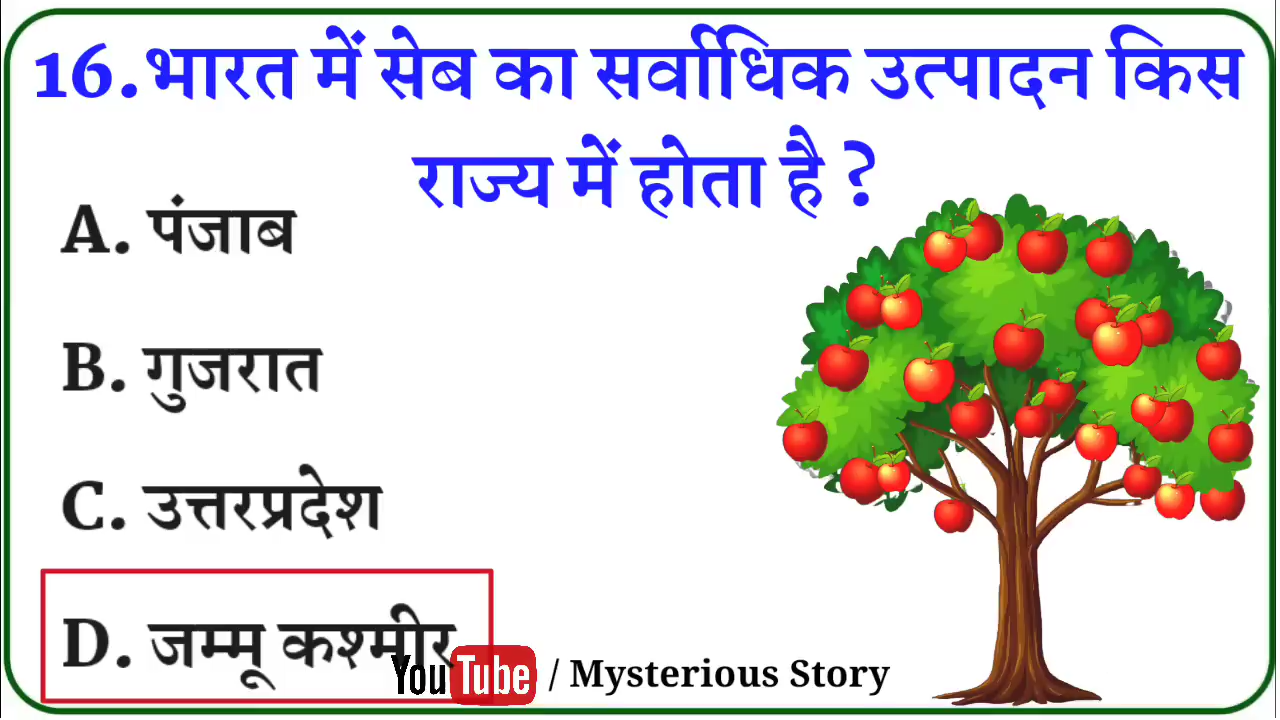 16.भारत में सेब का सर्वाधिक उत्पादन किस
राज्य में होता है ?
A. पंजाब
B. गुजरात
C. उत्तरप्रदेश
D. जम्मू कश्मीर
YouTube / Mysterious Story